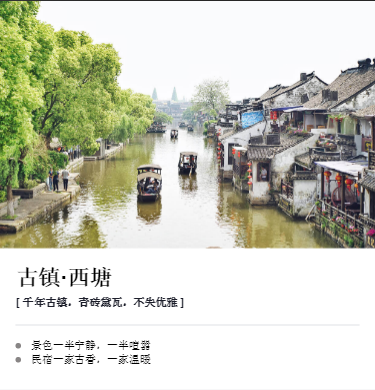 古镇·西塘
[ 千年古镇，青砖黛瓦，不失优雅 ]
景色一半宁静，一半喧嚣
民宿一家古香，一家温暖